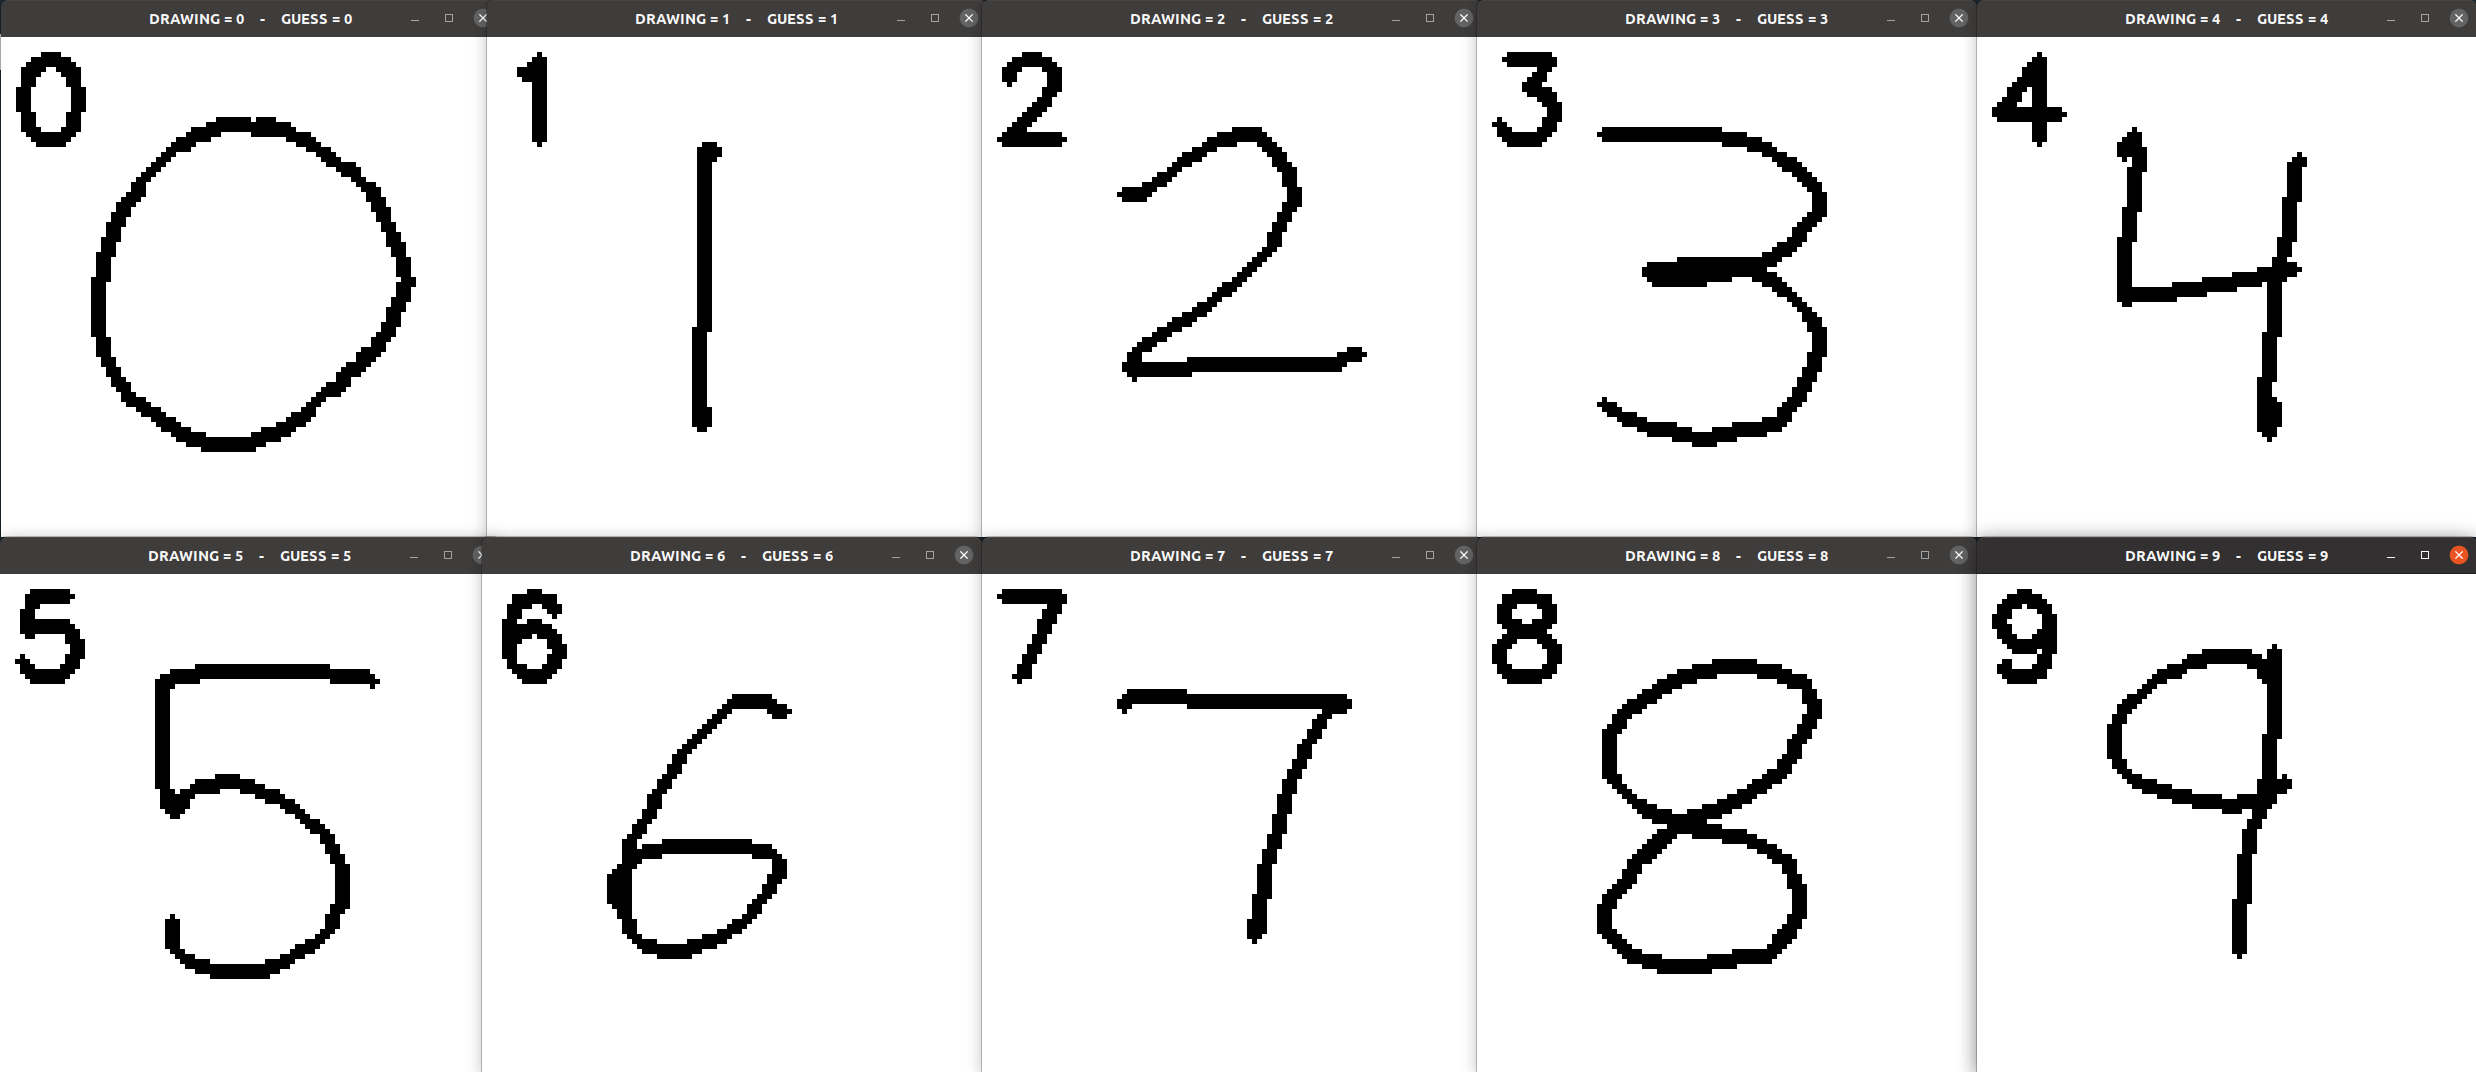 DRAWING = 0 - GUESS = 0
0
0
DRAWING = 1 - GUESS = 1
1
1
DRAWING = 2 - GUESS = 2
2
2
DRAWING = 3 - GUESS = 3
3
3
DRAWING = 4 - GUESS = 4
4
4
DRAWING = 5 - GUESS = 5
5
5
DRAWING = 6 - GUESS = 6
6
6
DRAWING = 7 - GUESS = 7
7
7
DRAWING = 8 - GUESS = 8
8
8
DRAWING = 9 - GUESS = 9
9
9